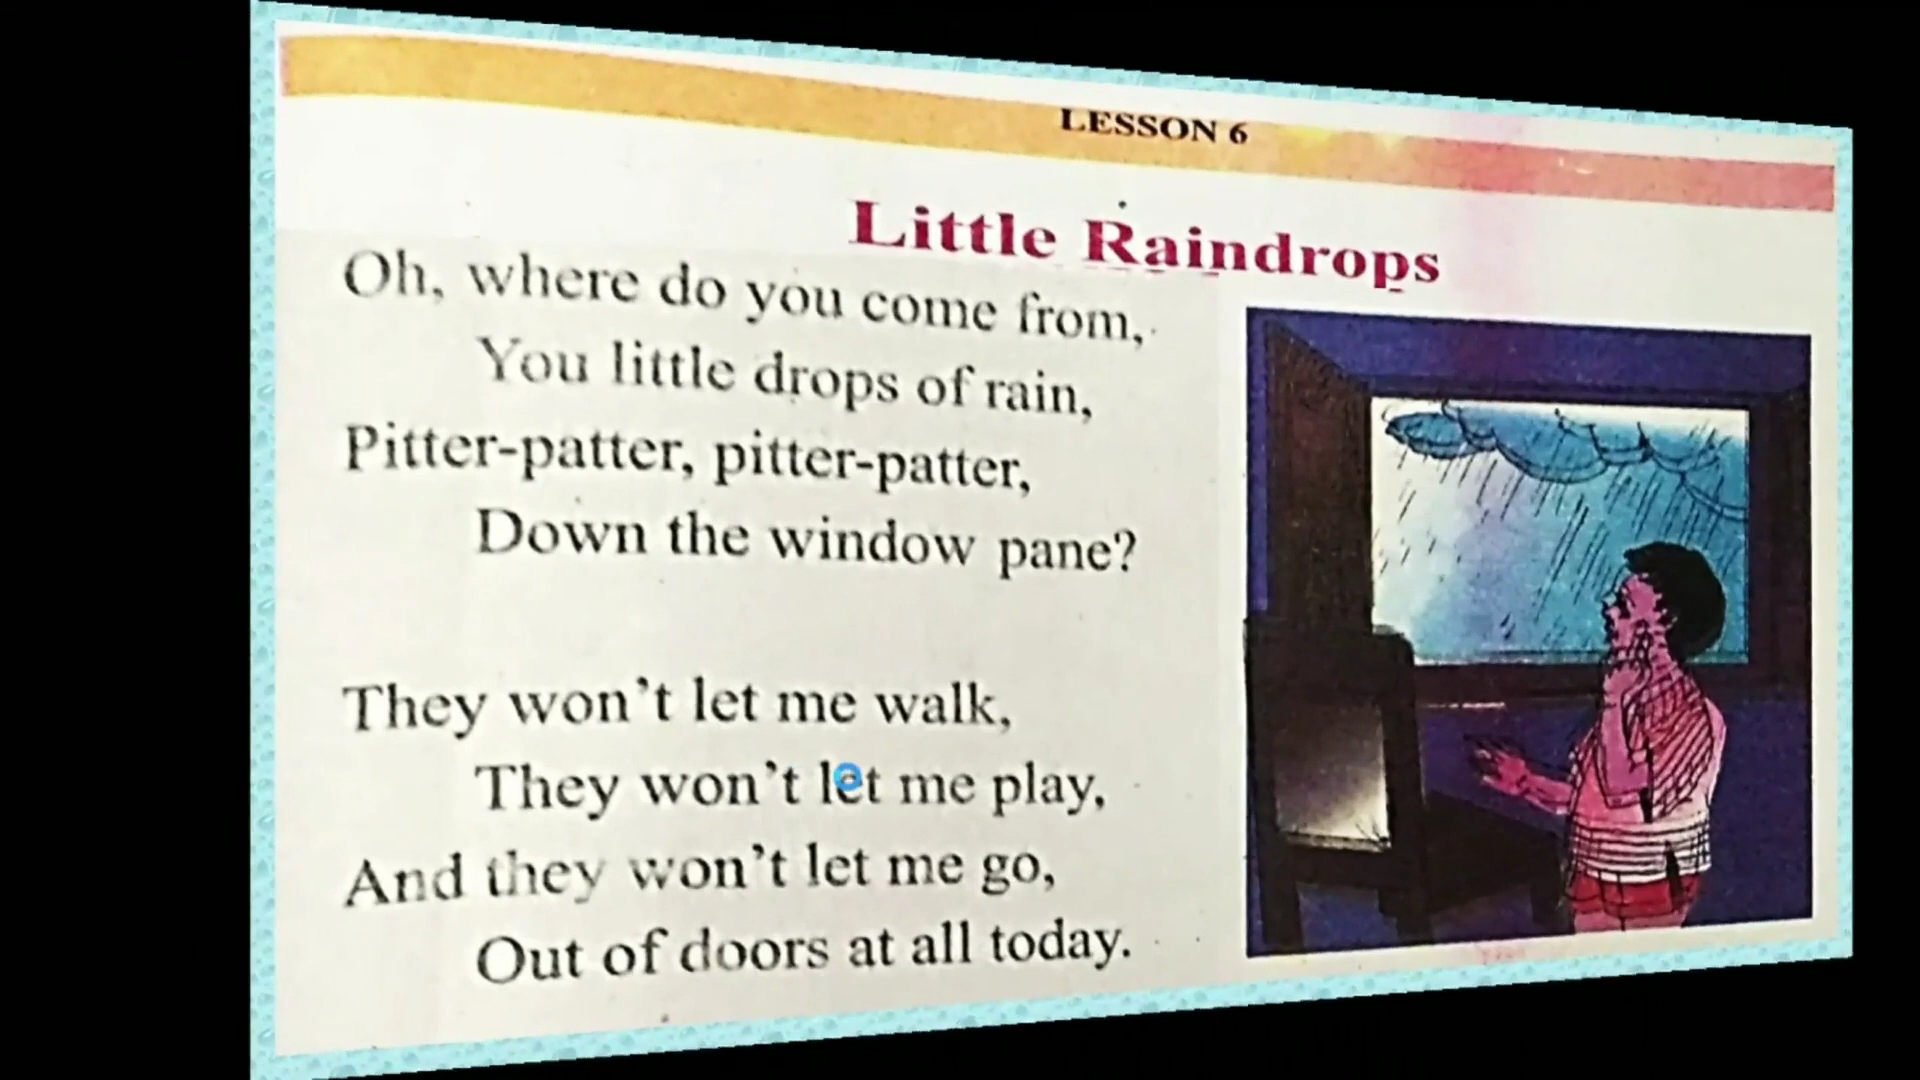 LESSON 6
Little Raindrops
Oh, where do you come from,
You little drops of rain,
Pitter-patter, pitter-patter,
Down the window pane?
They won't let me walk,
They won't let me play,
And they won't let me go,
Out of doors at all today.